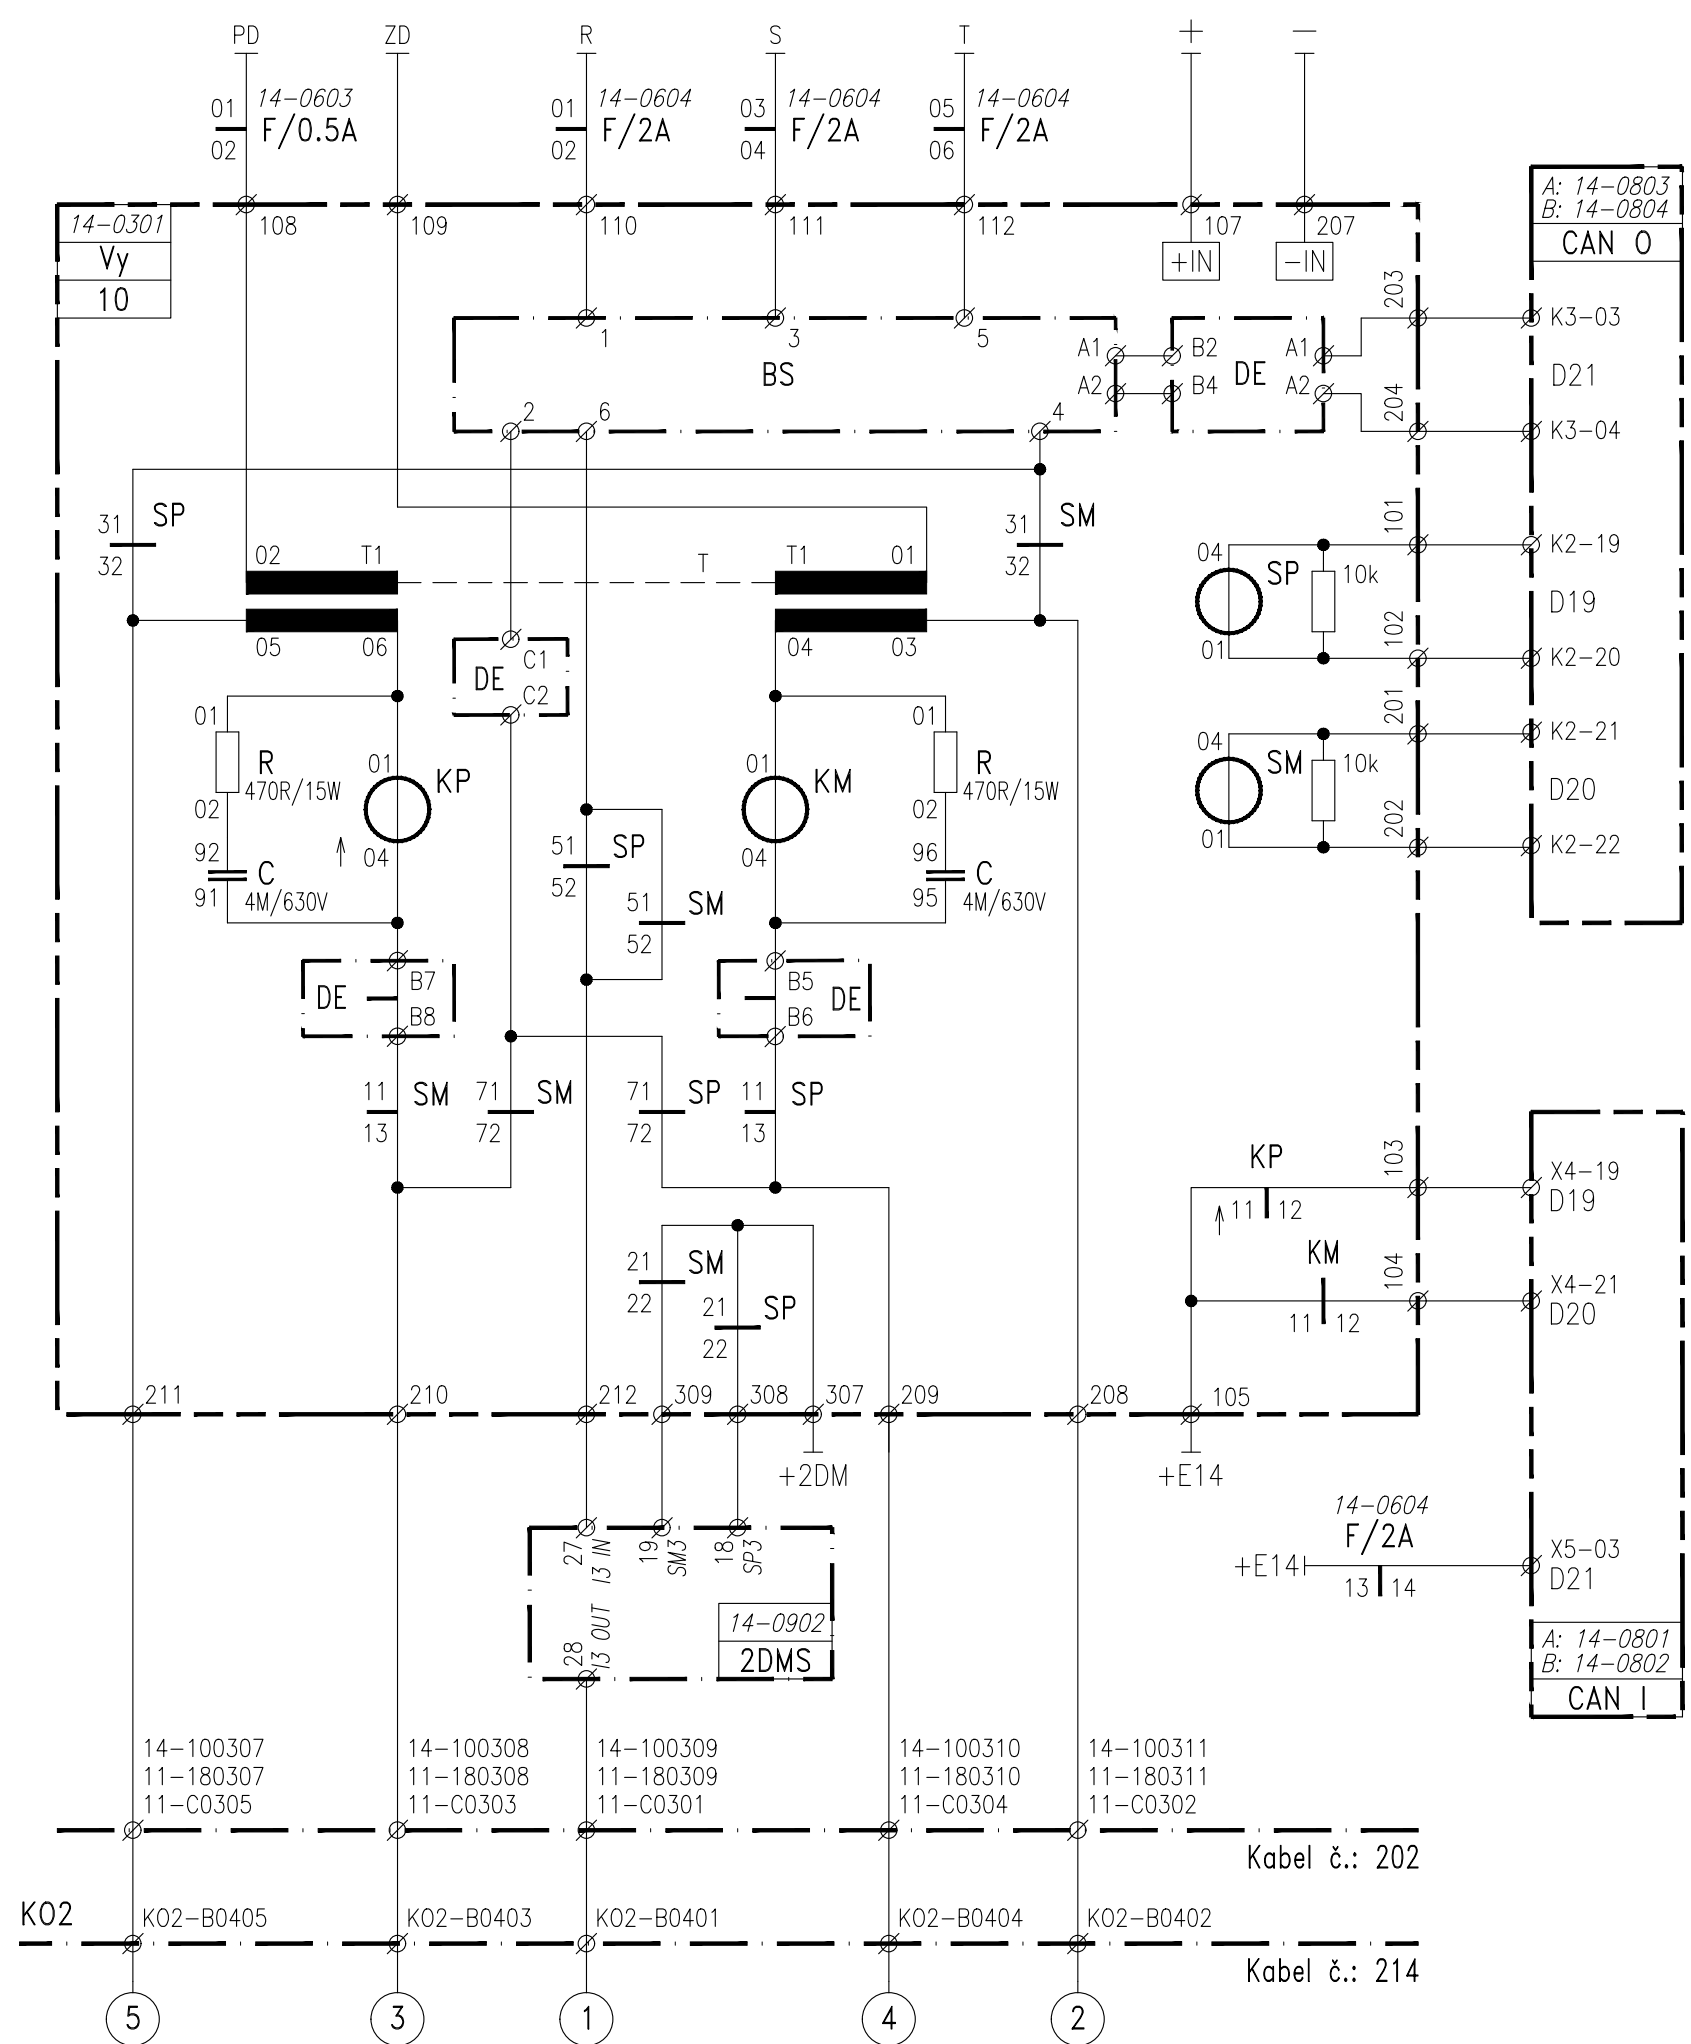 PD ZD R S T + −
01 14-0603
F/0.5A
02
01 14-0604
F/2A
02
03 14-0604
F/2A
04
05 14-0604
F/2A
06
14-0301
Vy
10
108 109 110 111 112 107 207
+IN −IN
A: 14-0803
B: 14-0804
CAN O
203
K3-03
D21
204
K3-04
1 3 5
BS
A1 B2 DE A1
A2 B4 A2
2 6 4
31 SP
32
31 SM
32
02 T1 T T1 01
05 06 04 03
101
K2-19
04 SP 10k
D19
01
102
K2-20
201
K2-21
04 SM 10k
D20
01
202
K2-22
C1
DE
C2
01
R
470R/15W
02
92
C
4M/630V
91
01 KP
04
01 KM
04
01
R
470R/15W
02
96
C
4M/630V
95
51 SP
52
51 SM
52
DE B7
B8
B5 DE
B6
11 SM
13
71 SM
72
71 SP
72
11 SP
13
KP
11 12
103
X4-19
D19
KM
11 12
104
X4-21
D20
21 SM
22
21 SP
22
211 210 212 309 308 307 209 208 105
+2DM
+E14
14-0604
F/2A
+E14
13 14
X5-03
D21
A: 14-0801
B: 14-0802
CAN I
27 I3 IN
19 SM3
18 SP3
28 I3 OUT
14-0902
2DMS
14-100307 14-100308 14-100309 14-100310 14-100311
11-180307 11-180308 11-180309 11-180310 11-180311
11-C0305 11-C0303 11-C0301 11-C0304 11-C0302
Kabel č.: 202
K02
K02-B0405 K02-B0403 K02-B0401 K02-B0404 K02-B0402
Kabel č.: 214
5 3 1 4 2